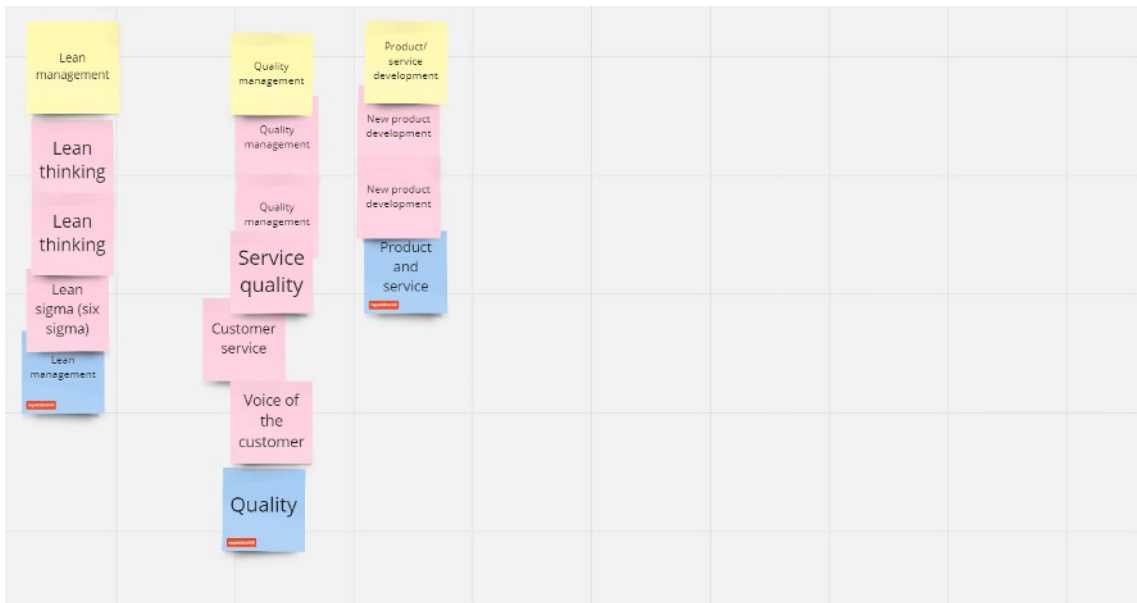 Lean
management
Lean
thinking
Lean
thinking
Lean
sigma (six
sigma)
Lean
management
Quality
management
Quality
management
Quality
management
Service
quality
Customer
service
Voice of
the
customer
Quality
Product/
service
development
New product
development
New product
development
Product
and
service